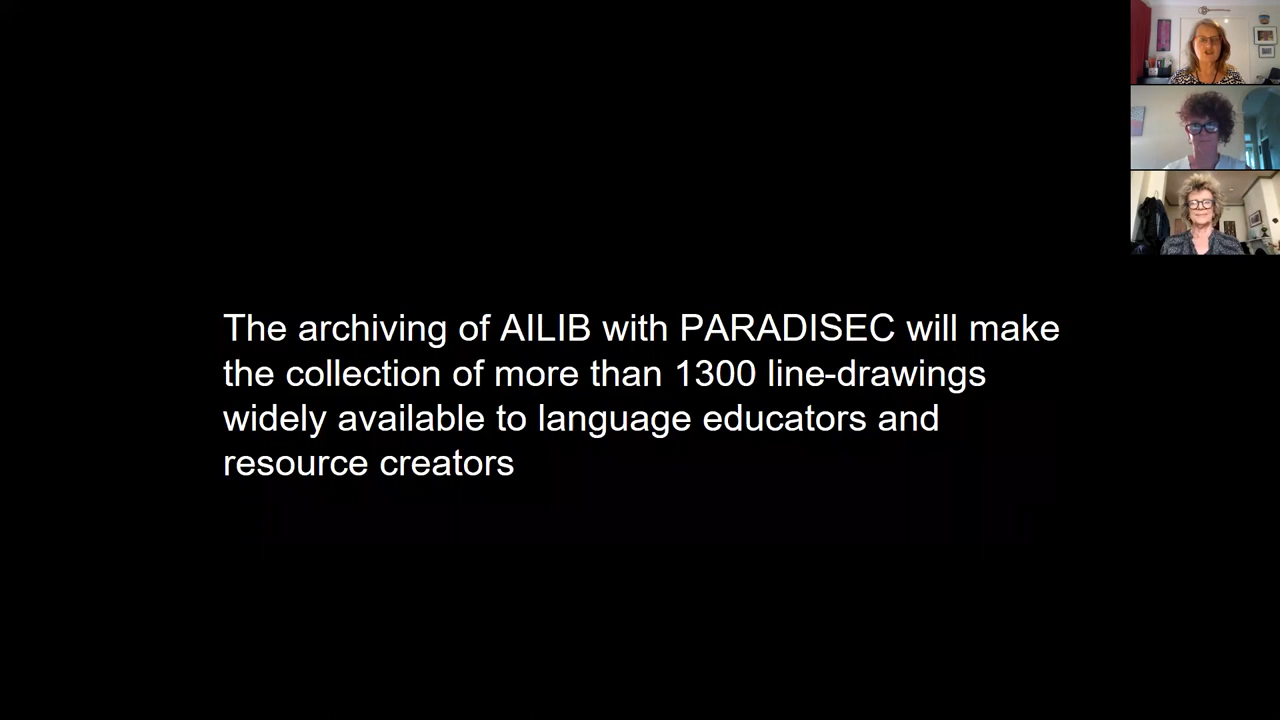 The archiving of AILIB with PARADISEC will make
the collection of more than 1300 line-drawings
widely available to language educators and
resource creators